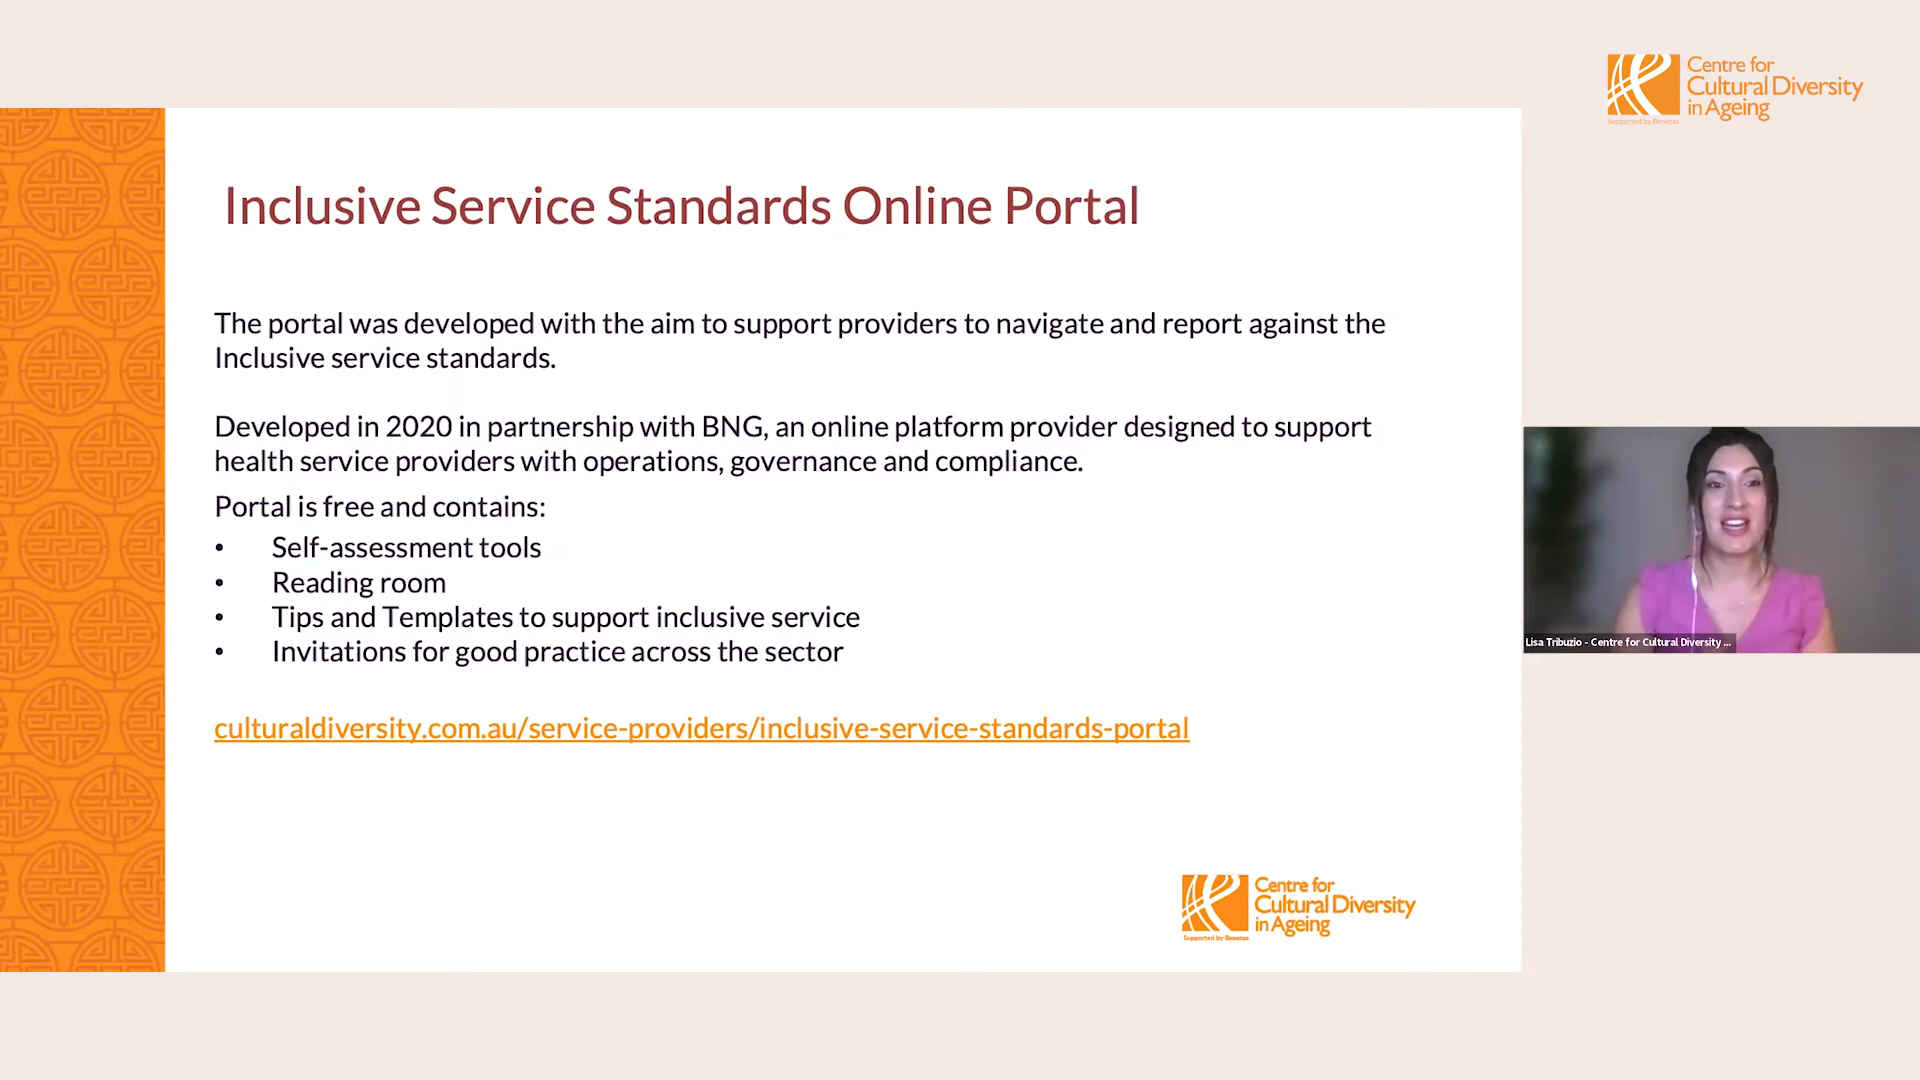 Centre for
Cultural Diversity
in Ageing
Supported by Benetas
Inclusive Service Standards Online Portal
The portal was developed with the aim to support providers to navigate and report against the
Inclusive service standards.
Developed in 2020 in partnership with BNG, an online platform provider designed to support
health service providers with operations, governance and compliance.
Portal is free and contains:
• Self-assessment tools
• Reading room
• Tips and Templates to support inclusive service
• Invitations for good practice across the sector
culturaldiversity.com.au/service-providers/inclusive-service-standards-portal
Lisa Tribuzio - Centre for Cultural Diversity ...
Centre for
Cultural Diversity
in Ageing
Supported by Benetas